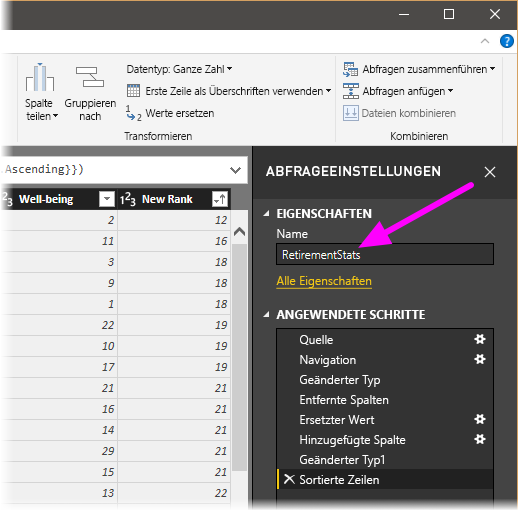 ?
Spalte teilen
Gruppieren nach
Datentyp: Ganze Zahl
Erste Zeile als Überschriften verwenden
1 2 Werte ersetzen
Transformieren
Abfragen zusammenführen
Abfragen anfügen
Dateien kombinieren
Kombinieren
.Ascending}})
23 Well-being 123 New Rank
2 12
11 16
3 18
9 18
1 18
22 19
10 19
17 19
21 21
16 21
14 21
29 21
15 21
13 22
ABFRAGEEINSTELLUNGEN
EIGENSCHAFTEN
Name
RetirementStats
Alle Eigenschaften
ANGEWENDETE SCHRITTE
Quelle
Navigation
Geänderter Typ
Entfernte Spalten
Ersetzter Wert
Hinzugefügte Spalte
Geänderter Typ1
Sortierte Zeilen